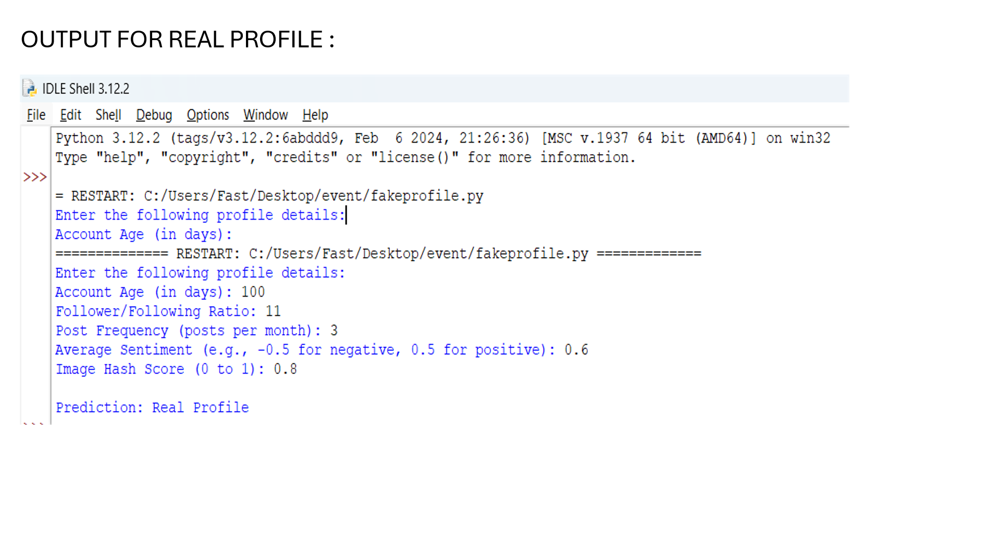 OUTPUT FOR REAL PROFILE :
IDLE Shell 3.12.2
File Edit Shell Debug Options Window Help
Python 3.12.2 (tags/v3.12.2:6abddd9, Feb  6 2024, 21:26:36) [MSC v.1937 64 bit (AMD64)] on win32
Type "help", "copyright", "credits" or "license()" for more information.
>>>
= RESTART: C:/Users/Fast/Desktop/event/fakeprofile.py
Enter the following profile details:
Account Age (in days):
============== RESTART: C:/Users/Fast/Desktop/event/fakeprofile.py =============
Enter the following profile details:
Account Age (in days): 100
Follower/Following Ratio: 11
Post Frequency (posts per month): 3
Average Sentiment (e.g., -0.5 for negative, 0.5 for positive): 0.6
Image Hash Score (0 to 1): 0.8
Prediction: Real Profile